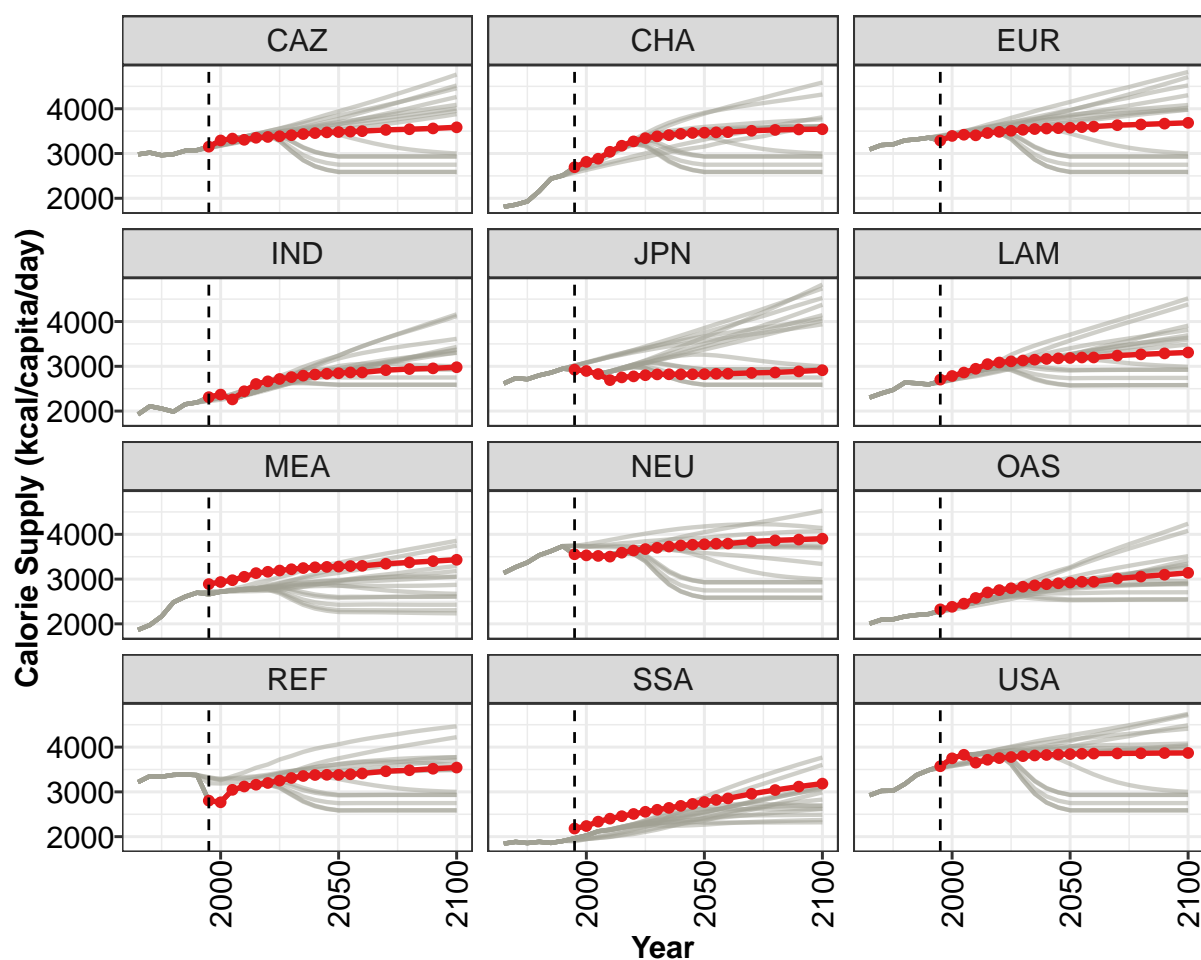 CAZ CHA EUR
4000
3000
2000
IND JPN LAM
4000
3000
2000
MEA NEU OAS
4000
3000
2000
REF SSA USA
4000
3000
2000
2000 2050 2100 2000 2050 2100 2000 2050 2100
Year
Calorie Supply (kcal/capita/day)